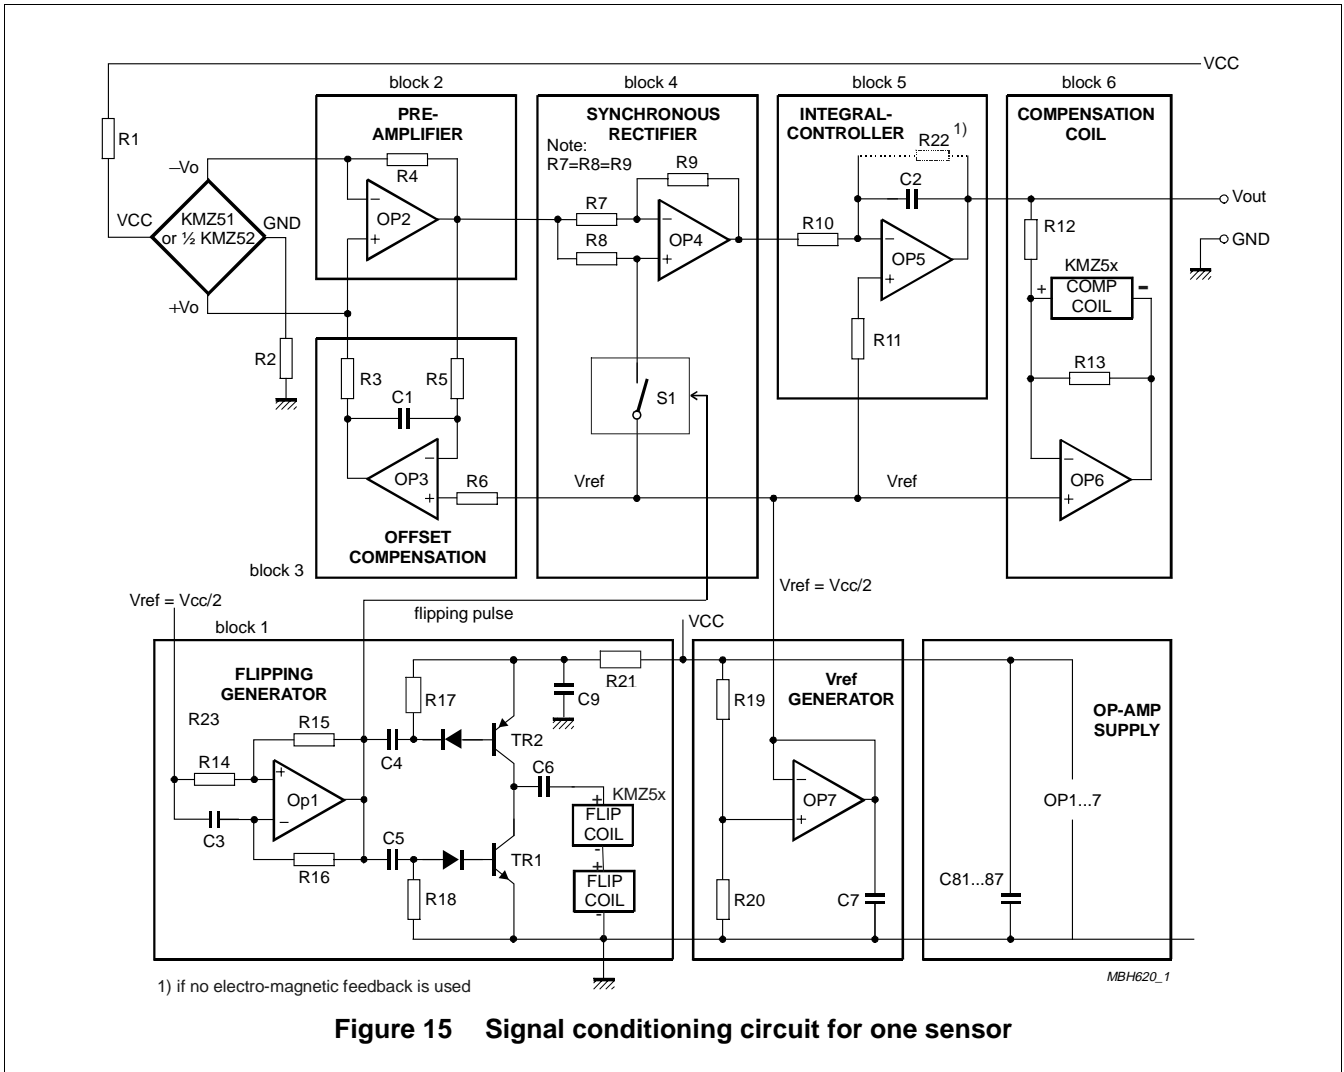 VCC
block 2
block 4
block 5
block 6
PRE-
AMPLIFIER
SYNCHRONOUS
RECTIFIER
INTEGRAL-
CONTROLLER
COMPENSATION
COIL
R1
Note:
R7=R8=R9
R22
1)
–Vo
R4
R9
C2
VCC
KMZ51
or ½ KMZ52
GND
–
OP2
+
R7
R8
–
OP4
+
R10
–
OP5
+
R12
Vout
GND
KMZ5x
+
COMP
COIL
-
+Vo
R2
R3
R5
C1
S1
R11
R13
–
OP3
+
R6
Vref
Vref
–
OP6
+
OFFSET
COMPENSATION
block 3
Vref = Vcc/2
Vref = Vcc/2
flipping pulse
block 1
VCC
FLIPPING
GENERATOR
R17
R21
C9
R19
Vref
GENERATOR
OP-AMP
SUPPLY
R23
R15
C4
TR2
R14
+
Op1
–
C6
KMZ5x
+
FLIP
COIL
-
–
OP7
+
OP1...7
C3
C5
R16
TR1
+
FLIP
COIL
-
R18
R20
C7
C81...87
MBH620_1
1) if no electro-magnetic feedback is used
Figure 15 Signal conditioning circuit for one sensor